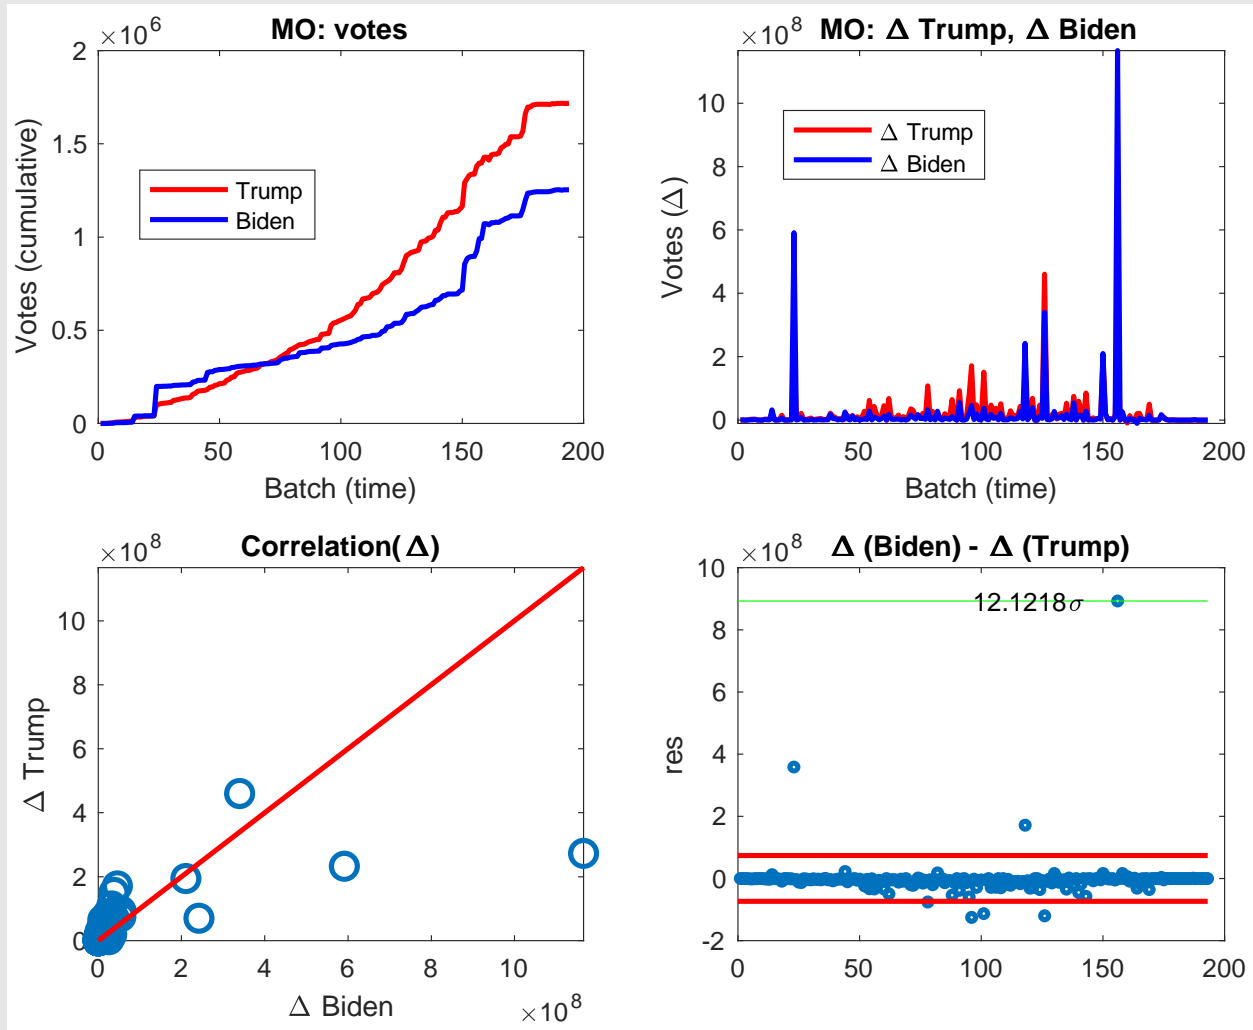 MO: votes
×10^6
2
1.5
1
0.5
0
0 50 100 150 200
Votes (cumulative)
Batch (time)
Trump
Biden
MO: Δ Trump, Δ Biden
×10^8
10
8
6
4
2
0
0 50 100 150 200
Votes (Δ)
Batch (time)
Δ Trump
Δ Biden
Correlation(Δ)
×10^8
10
8
6
4
2
0
0 2 4 6 8 10
×10^8
Δ Trump
Δ Biden
Δ (Biden) - Δ (Trump)
×10^8
10
8
6
4
2
0
-2
0 50 100 150 200
res
12.1218σ